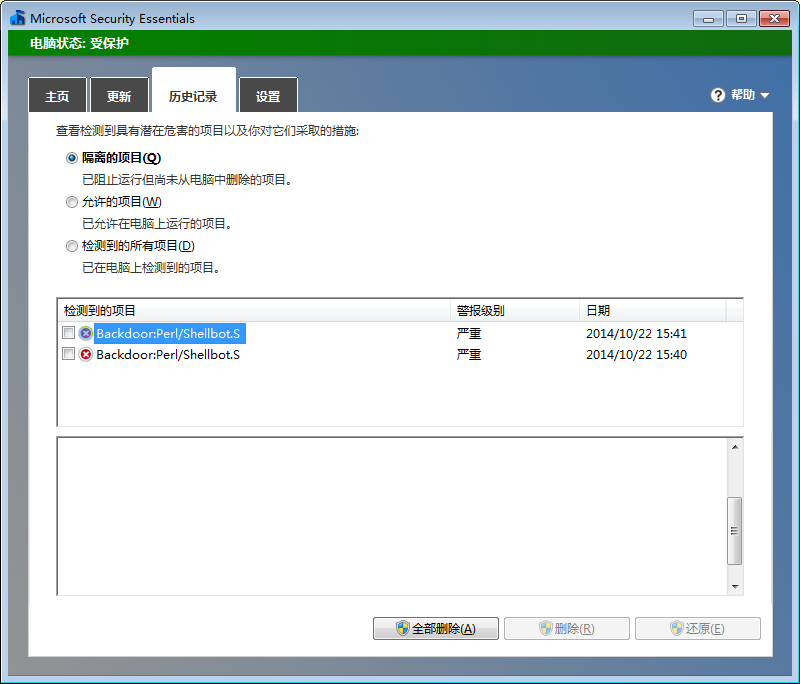 Microsoft Security Essentials
电脑状态: 受保护
主页 更新 历史记录 设置 ? 帮助
查看检测到具有潜在危害的项目以及你对它们采取的措施:
隔离的项目(Q)
已阻止运行但尚未从电脑中删除的项目。
允许的项目(W)
已允许在电脑上运行的项目。
检测到的所有项目(D)
已在电脑上检测到的项目。
检测到的项目 警报级别 日期
Backdoor:Perl/Shellbot.S 严重 2014/10/22 15:41
Backdoor:Perl/Shellbot.S 严重 2014/10/22 15:40
全部删除(A) 删除(R) 还原(E)